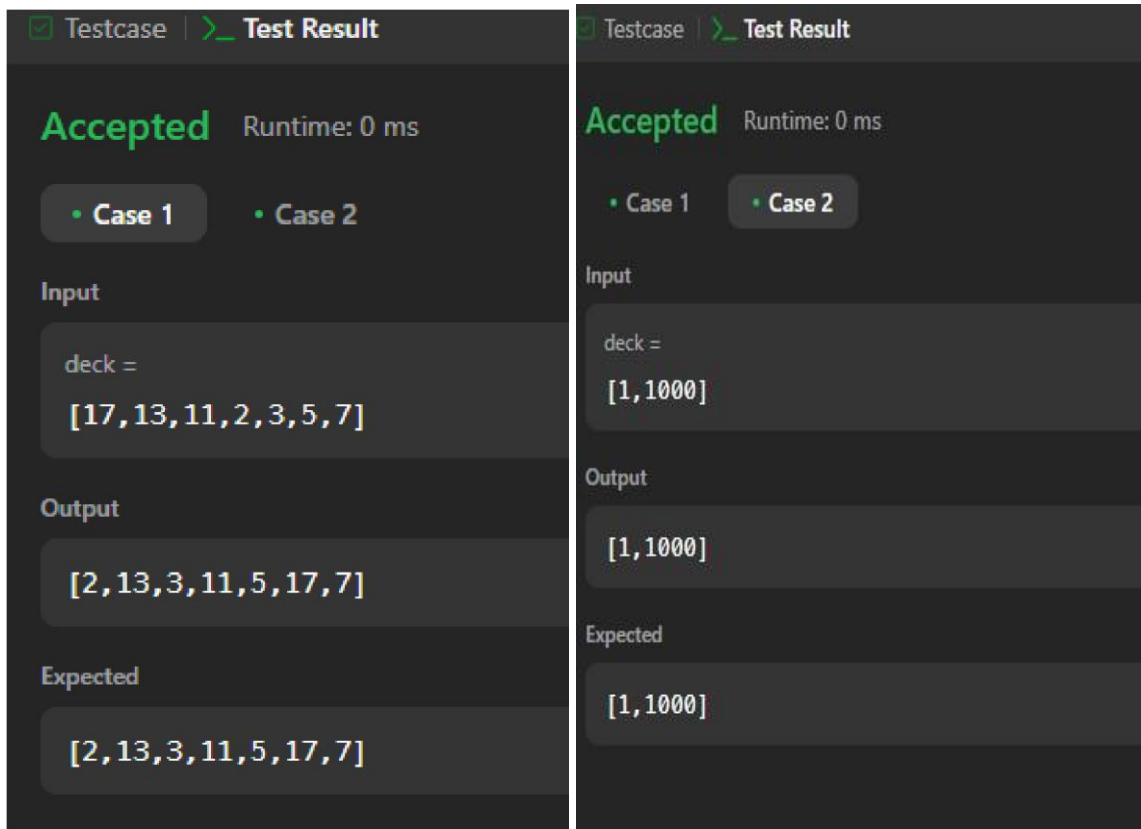 Testcase | >_ Test Result
Accepted Runtime: 0 ms
• Case 1 • Case 2
Input
deck =
[17,13,11,2,3,5,7]
Output
[2,13,3,11,5,17,7]
Expected
[2,13,3,11,5,17,7]
Testcase | >_ Test Result
Accepted Runtime: 0 ms
• Case 1 • Case 2
Input
deck =
[1,1000]
Output
[1,1000]
Expected
[1,1000]